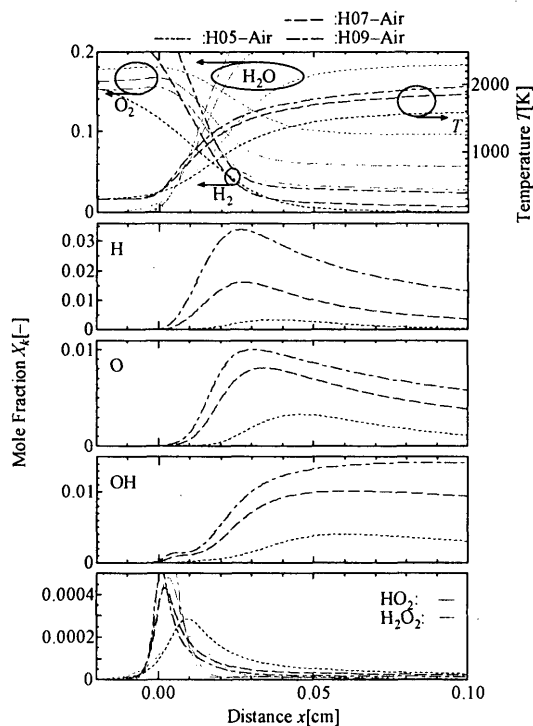 :H05-Air :H07-Air
:H09-Air
0.2
0.1
0
O2
H2O
H2
T
2000
1000
Temperature T[K]
H
0.03
0.02
0.01
0
O
0.01
0
OH
0.01
0
0.0004
0.0002
HO2:
H2O2:
Mole Fraction Xk[-]
0.00 0.05 0.10
Distance x[cm]